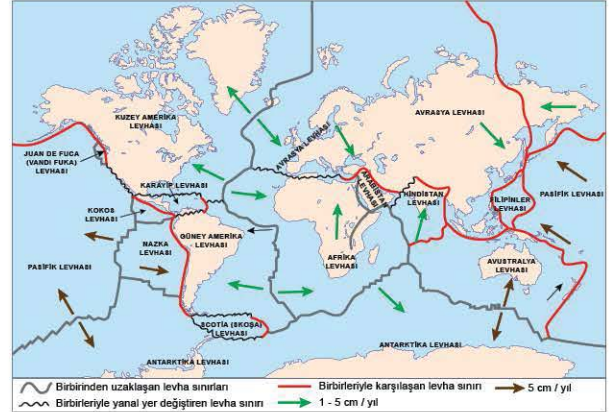 KUZEY AMERİKA
LEVHASI
AVRASYA LEVHASI
AVRASYA
LEVHASI
JUAN DE FUCA
(VANDİ FUKA)
LEVHASI
KARAYİP LEVHASI
ARABİSTAN
LEVHASI
HİNDİSTAN
LEVHASI
PASİFİK
LEVHASI
FİLİPİNLER
LEVHASI
KOKOS
LEVHASI
GÜNEY AMERİKA
LEVHASI
NAZKA
LEVHASI
AFRİKA
LEVHASI
PASİFİK LEVHASI
AVUSTRALYA
LEVHASI
SCOTİA (SKOŞA)
LEVHASI
ANTARKTİKA LEVHASI
ANTARKTİKA
LEVHASI
Birbirinden uzaklaşan levha sınırları
Birbirleriyle karşılaşan levha sınırı
5 cm / yıl
Birbirleriyle yanal yer değiştiren levha sınırı
1 - 5 cm / yıl